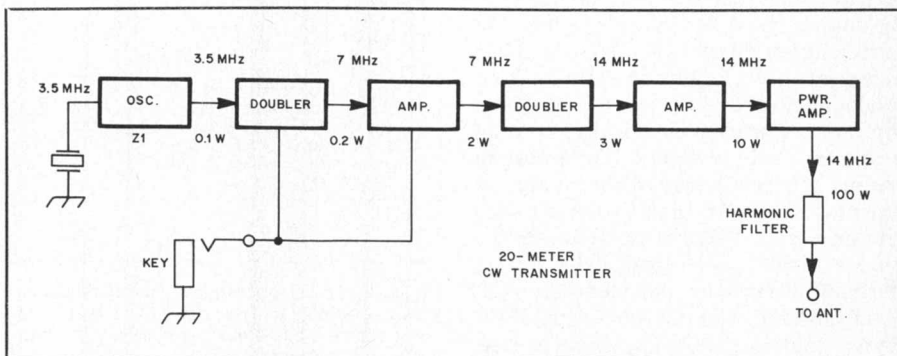 3.5 MHz 7 MHz 7 MHz 14 MHz 14 MHz
3.5 MHz
OSC. DOUBLER AMP. DOUBLER AMP. PWR. AMP.
Z1 0.1 W 0.2 W 2 W 3 W 10 W
14 MHz
100 W
HARMONIC
FILTER
KEY
20-METER
CW TRANSMITTER
TO ANT.